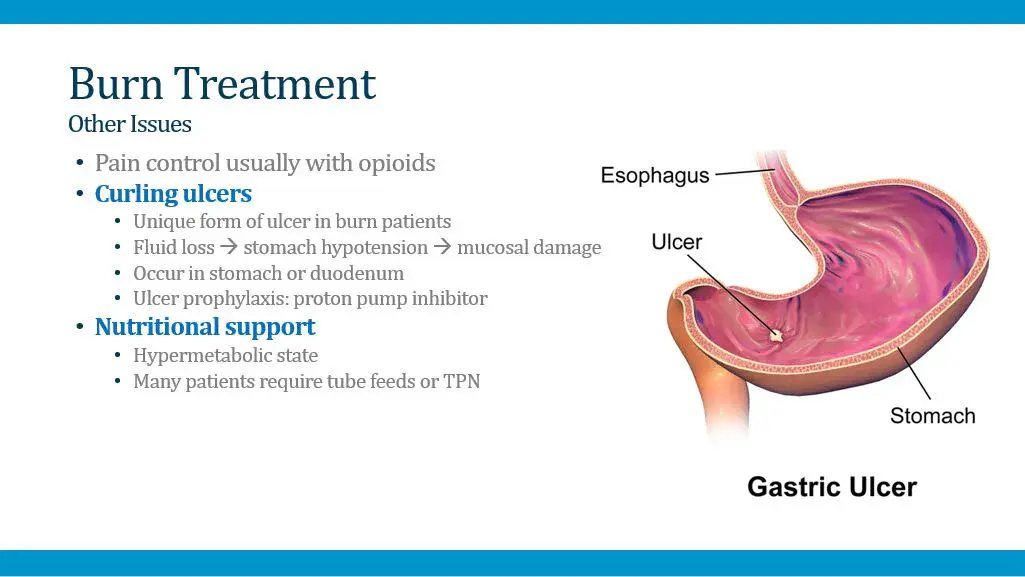 Burn Treatment
Other Issues
• Pain control usually with opioids
• Curling ulcers
• Unique form of ulcer in burn patients
• Fluid loss → stomach hypotension → mucosal damage
• Occur in stomach or duodenum
• Ulcer prophylaxis: proton pump inhibitor
• Nutritional support
• Hypermetabolic state
• Many patients require tube feeds or TPN
Esophagus
Ulcer
Stomach
Gastric Ulcer